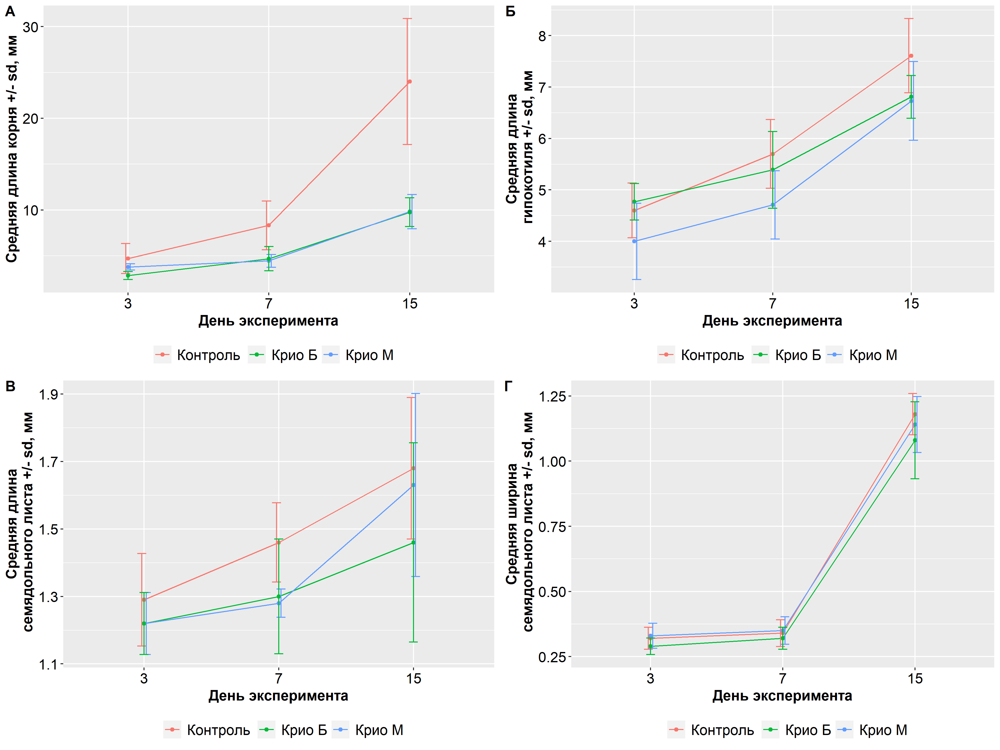 А
Средняя длина корня +/- sd, мм
30
20
10
3 7 15
День эксперимента
Контроль Крио Б Крио М
Б
Средняя длина
гипокотиля +/- sd, мм
8
7
6
5
4
3 7 15
День эксперимента
Контроль Крио Б Крио М
В
Средняя длина
семядольного листа +/- sd, мм
1.9
1.7
1.5
1.3
1.1
3 7 15
День эксперимента
Контроль Крио Б Крио М
Г
Средняя ширина
семядольного листа +/- sd, мм
1.25
1.00
0.75
0.50
0.25
3 7 15
День эксперимента
Контроль Крио Б Крио М